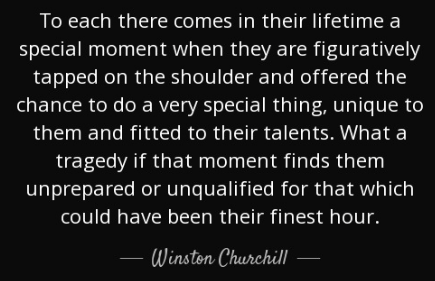 To each there comes in their lifetime a
special moment when they are figuratively
tapped on the shoulder and offered the
chance to do a very special thing, unique to
them and fitted to their talents. What a
tragedy if that moment finds them
unprepared or unqualified for that which
could have been their finest hour.
Winston Churchill